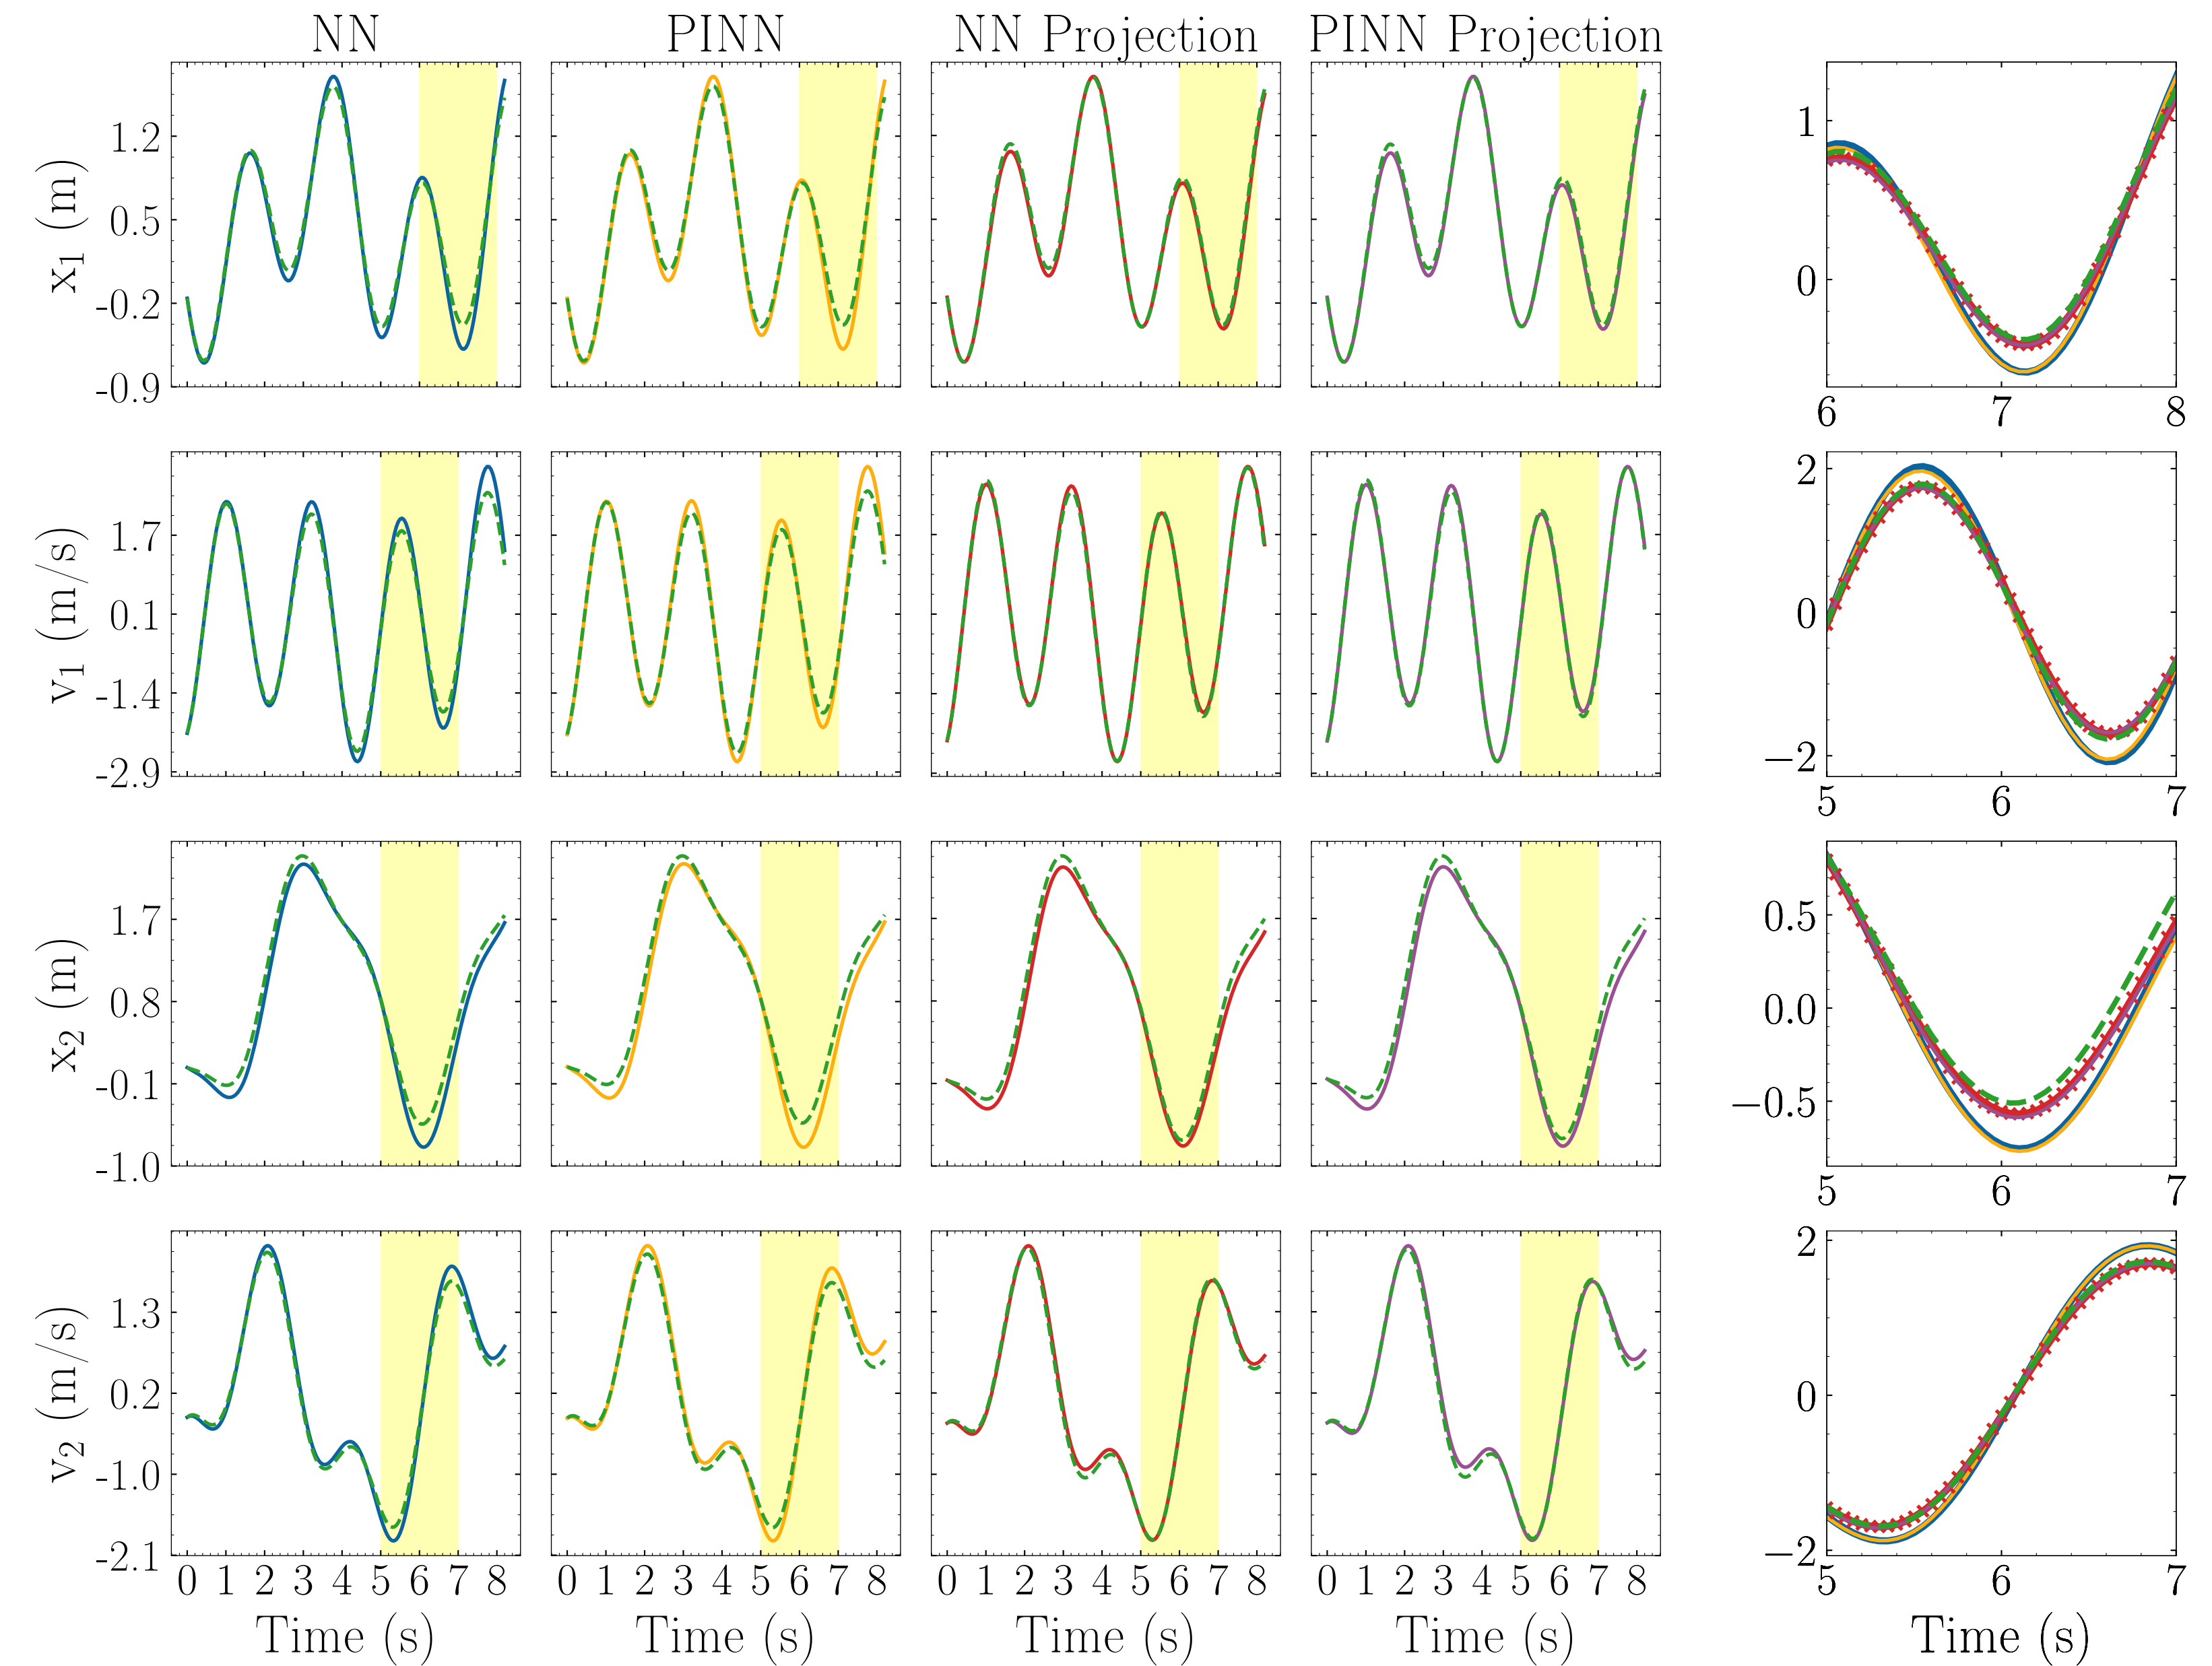 NN PINN NN Projection PINN Projection
x1 (m)
1.2
0.5
-0.2
-0.9
1
0
6 7 8
v1 (m/s)
1.7
0.1
-1.4
-2.9
2
0
−2
5 6 7
x2 (m)
1.7
0.8
-0.1
-1.0
0.5
0.0
−0.5
5 6 7
v2 (m/s)
1.3
0.2
-1.0
-2.1
2
0
−2
0 1 2 3 4 5 6 7 8 0 1 2 3 4 5 6 7 8 0 1 2 3 4 5 6 7 8 0 1 2 3 4 5 6 7 8 5 6 7
Time (s) Time (s) Time (s) Time (s) Time (s)